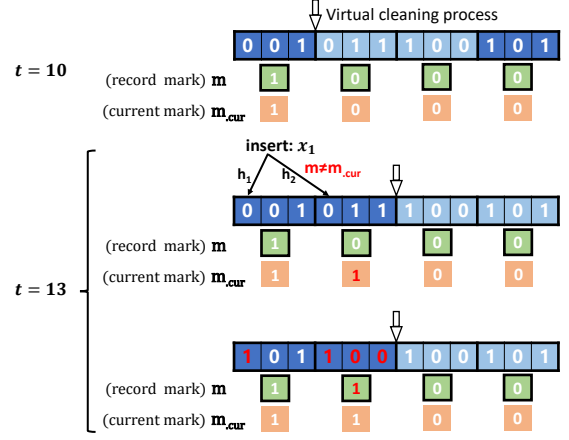 Virtual cleaning process
0 0 1 0 1 1 1 0 0 1 0 1
t = 10
(record mark) m 1 0 0 0
(current mark) m.cur 1 0 0 0
insert: x1
h1 h2 m≠m.cur
0 0 1 0 1 1 1 0 0 1 0 1
(record mark) m 1 0 0 0
(current mark) m.cur 1 1 0 0
t = 13
1 0 1 1 0 0 1 0 0 1 0 1
(record mark) m 1 1 0 0
(current mark) m.cur 1 1 0 0